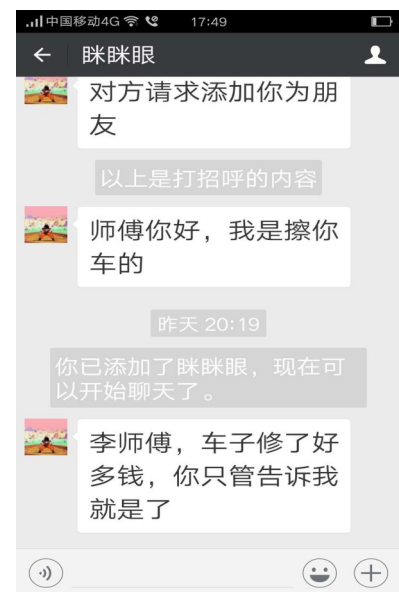 中国移动4G 17:49
眯眯眼
对方请求添加你为朋
友
以上是打招呼的内容
师傅你好，我是擦你
车的
昨天 20:19
你已添加了眯眯眼，现在可
以开始聊天了。
李师傅，车子修了好
多钱，你只管告诉我
就是了